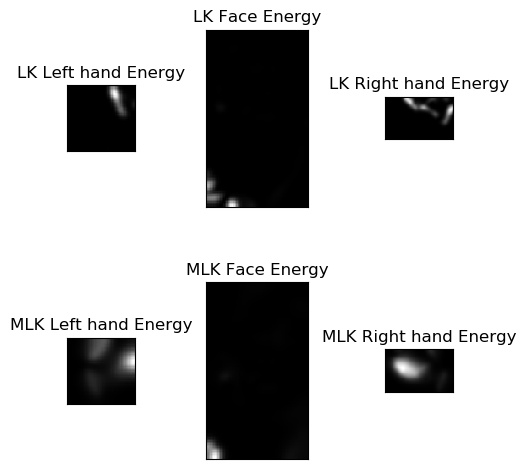 LK Face Energy
LK Left hand Energy
LK Right hand Energy
MLK Face Energy
MLK Left hand Energy
MLK Right hand Energy